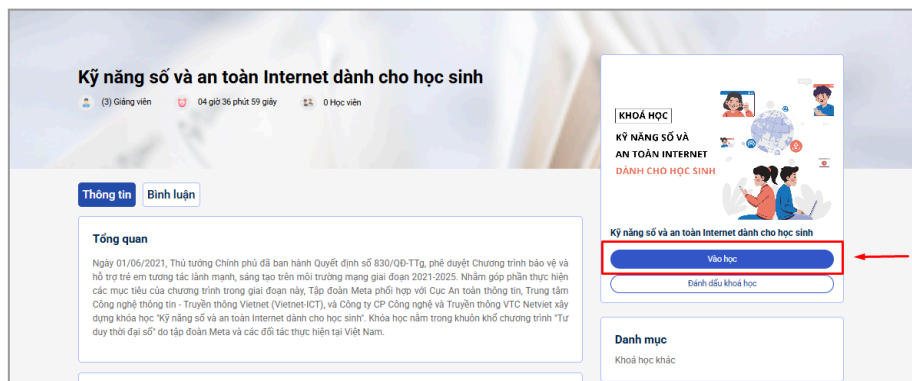 Kỹ năng số và an toàn Internet dành cho học sinh
(3) Giảng viên 04 giờ 36 phút 59 giây 0 Học viên
Thông tin Bình luận
Tổng quan
Ngày 01/06/2021, Thủ tướng Chính phủ đã ban hành Quyết định số 830/QĐ-TTg, phê duyệt Chương trình bảo vệ và
hỗ trợ trẻ em tương tác lành mạnh, sáng tạo trên môi trường mạng giai đoạn 2021-2025. Nhằm góp phần thực hiện
các mục tiêu của chương trình trong giai đoạn này, Tập đoàn Meta phối hợp với Cục An toàn thông tin, Trung tâm
Công nghệ thông tin - Truyền thông Vietnet (Vietnet-ICT), và Công ty CP Công nghệ và Truyền thông VTC Netviet xây
dựng khóa học "Kỹ năng số và an toàn Internet dành cho học sinh". Khóa học nằm trong khuôn khổ chương trình "Tư
duy thời đại số" do tập đoàn Meta và các đối tác thực hiện tại Việt Nam.
KHOÁ HỌC
KỸ NĂNG SỐ VÀ
AN TOÀN INTERNET
DÀNH CHO HỌC SINH
Kỹ năng số và an toàn Internet dành cho học sinh
Vào học
Đánh dấu khoá học
Danh mục
Khoá học khác